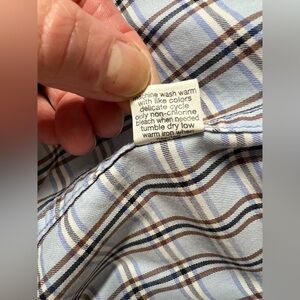 chine wash warm
with like colors
delicate cycle
only non-chlorine
bleach when needed
tumble dry low
warm iron when